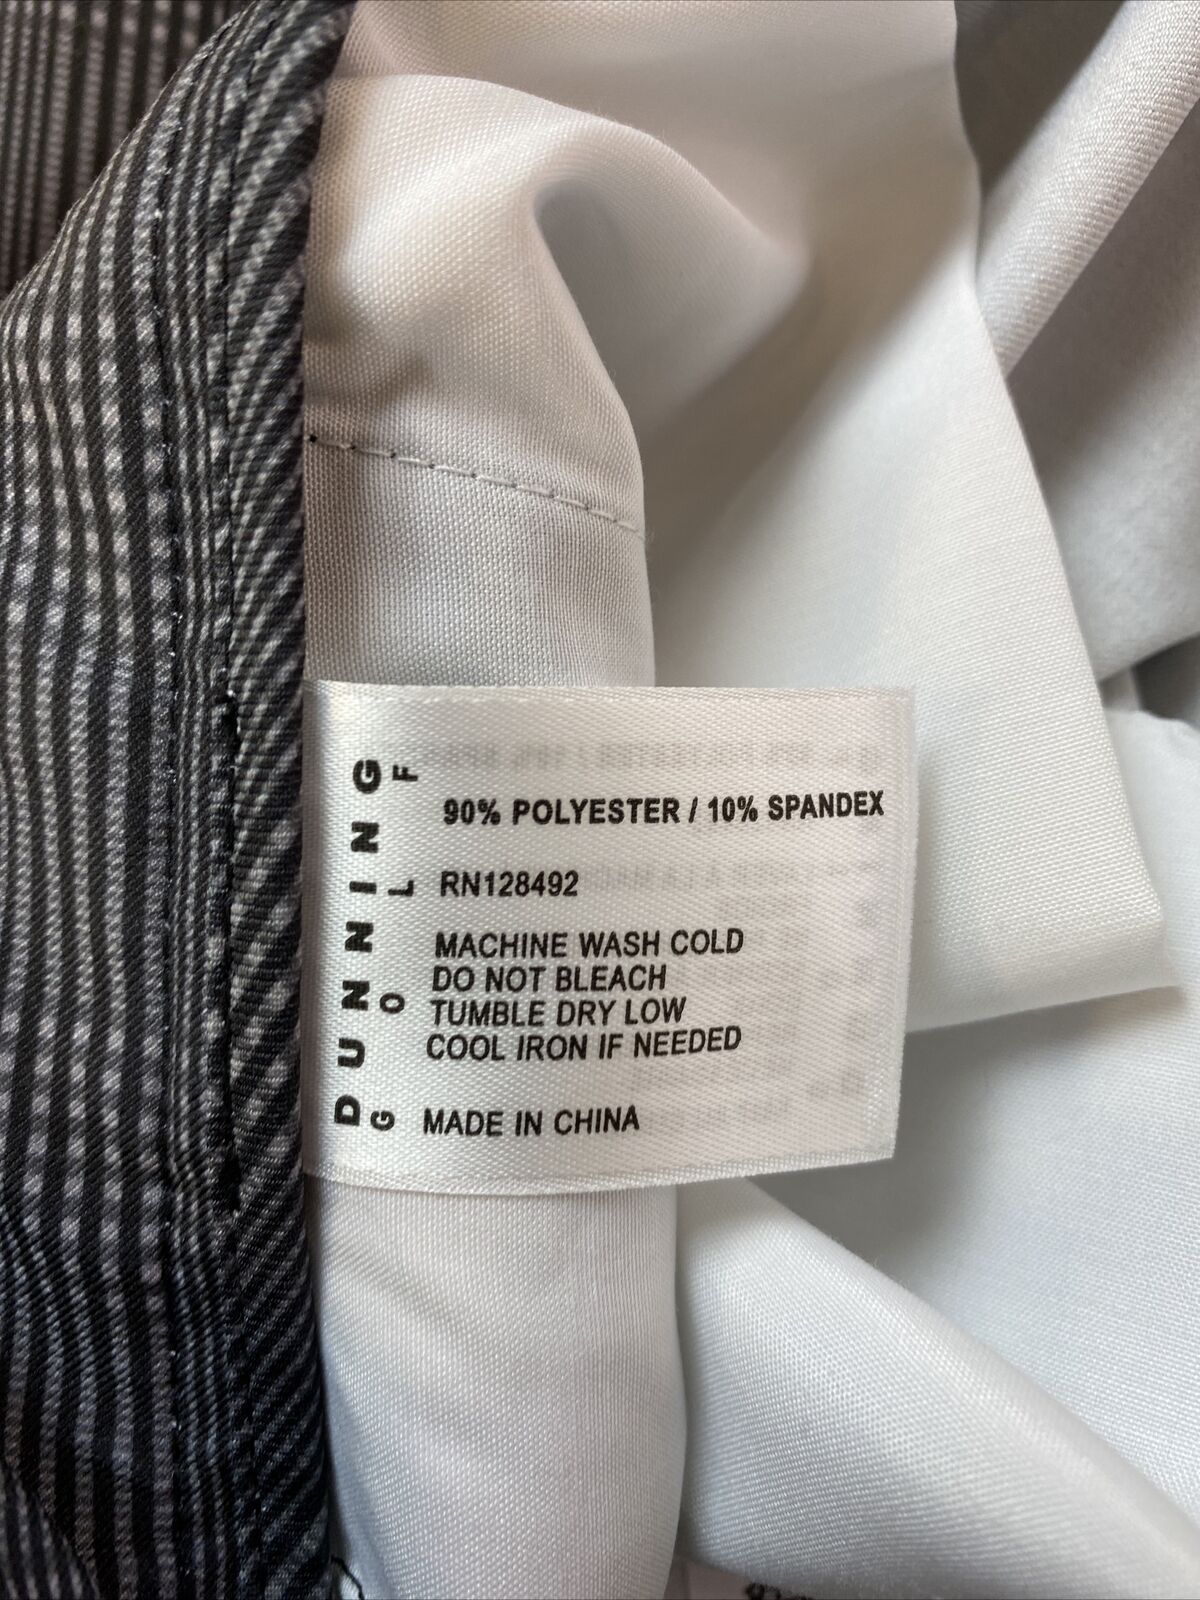 DUNNING
GOLF
90% POLYESTER / 10% SPANDEX
RN128492
MACHINE WASH COLD
DO NOT BLEACH
TUMBLE DRY LOW
COOL IRON IF NEEDED
MADE IN CHINA